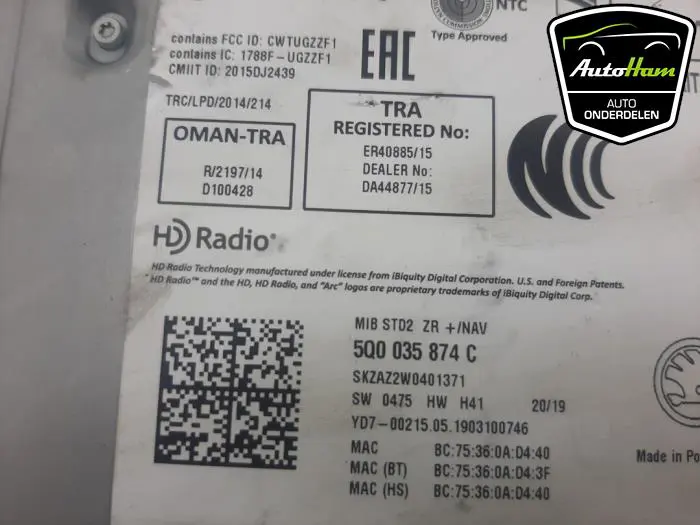 NTC
Type Approved
contains FCC ID: CWTUGZZF1
contains IC: 1788F-UGZZF1
CMIIT ID: 2015DJ2439
EAC
TRC/LPD/2014/214
OMAN-TRA
R/2197/14
D100428
TRA
REGISTERED No:
ER40885/15
DEALER No:
DA44877/15
AutoHam
AUTO
ONDERDELEN
HD Radio
HD Radio Technology manufactured under license from iBiquity Digital Corporation. U.S. and Foreign Patents.
HD Radio™ and the HD, HD Radio, and "Arc" logos are proprietary trademarks of iBiquity Digital Corp.
MIB STD2 ZR +/NAV
5Q0 035 874 C
SKZAZ2W0401371
SW 0475 HW H41 20/19
YD7-00215.05.1903100746
MAC BC:75:36:0A:D4:40
MAC (BT) BC:75:36:0A:D4:3F
MAC (HS) BC:75:36:0A:D4:40
Made in Po